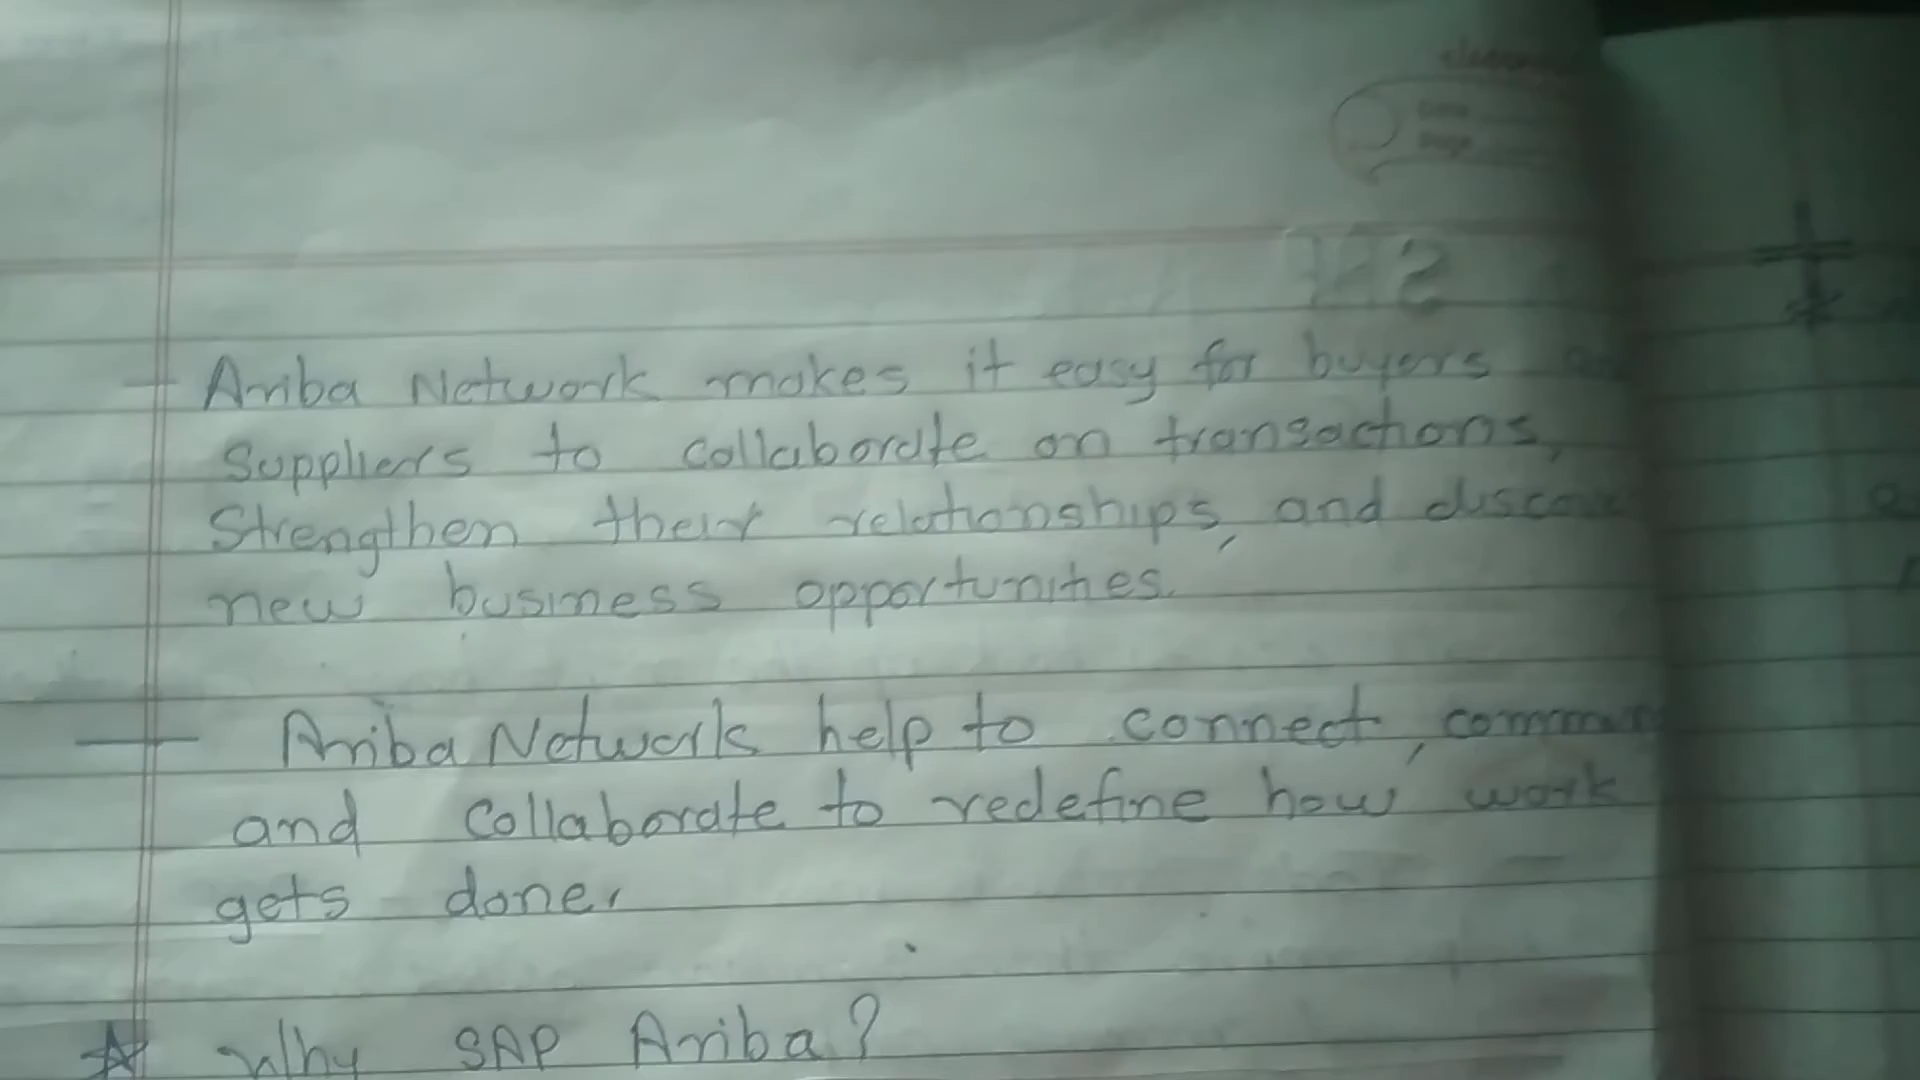 - Ariba Network makes it easy for buyers
Suppliers to collaborate on transactions,
Strengthen their relationships, and
new business opportunities.
- Ariba Network help to connect,
and collaborate to redefine how work
gets done.
☆ Why SAP Ariba?